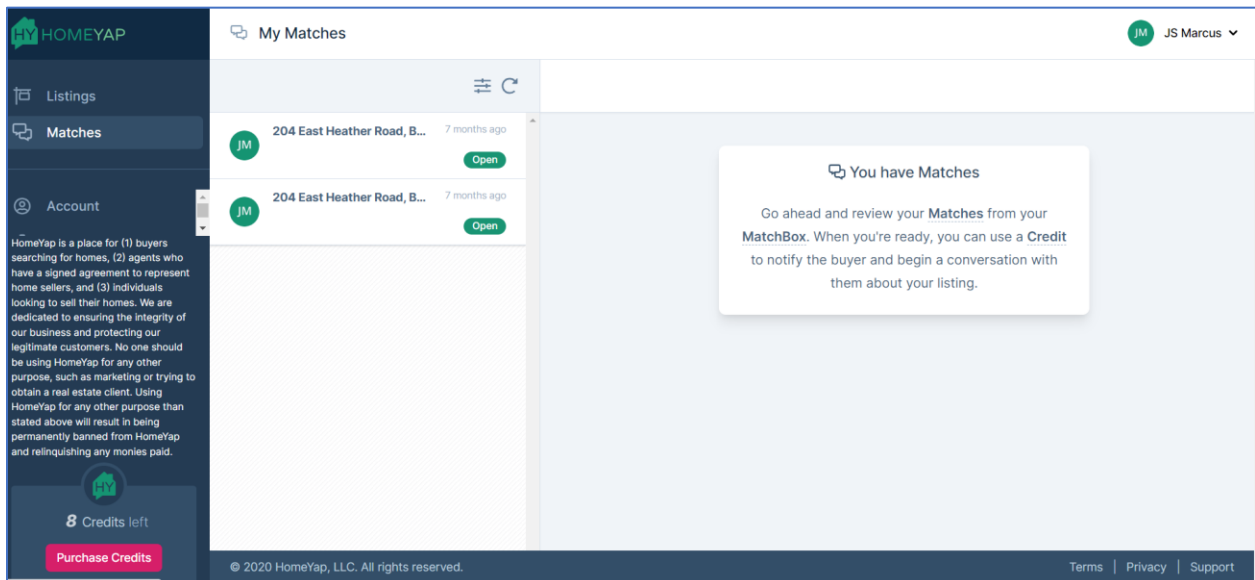 HY HOMEYAP
My Matches
JM JS Marcus
Listings
Matches
Account
HomeYap is a place for (1) buyers
searching for homes, (2) agents who
have a signed agreement to represent
home sellers, and (3) individuals
looking to sell their homes. We are
dedicated to ensuring the integrity of
our business and protecting our
legitimate customers. No one should
be using HomeYap for any other
purpose, such as marketing or trying to
obtain a real estate client. Using
HomeYap for any other purpose than
stated above will result in being
permanently banned from HomeYap
and relinquishing any monies paid.
HY
8 Credits left
Purchase Credits
JM 204 East Heather Road, B... 7 months ago
Open
JM 204 East Heather Road, B... 7 months ago
Open
You have Matches
Go ahead and review your Matches from your
MatchBox. When you're ready, you can use a Credit
to notify the buyer and begin a conversation with
them about your listing.
© 2020 HomeYap, LLC. All rights reserved.
Terms | Privacy | Support